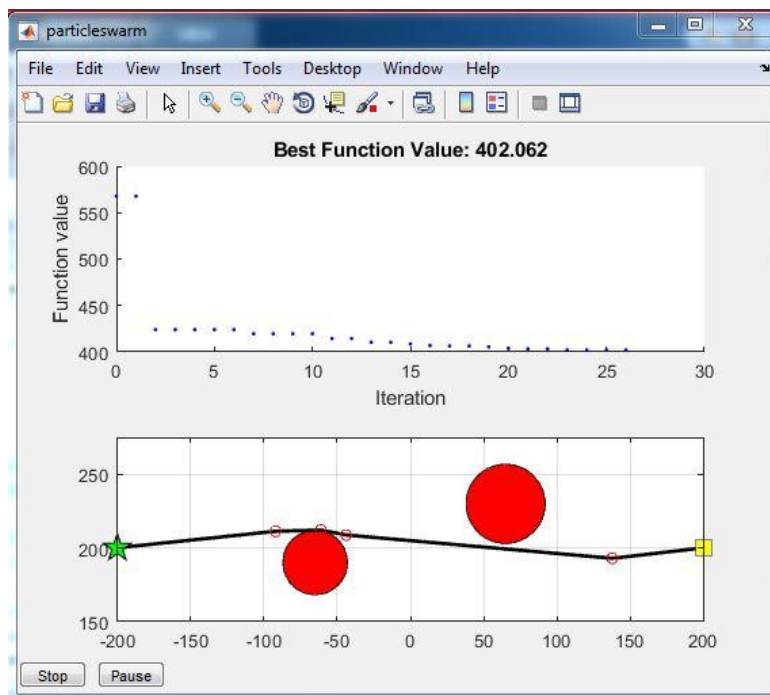 particleswarm
File Edit View Insert Tools Desktop Window Help
Best Function Value: 402.062
600
550
500
450
400
Function value
0 5 10 15 20 25 30
Iteration
250
200
150
-200 -150 -100 -50 0 50 100 150 200
Stop Pause